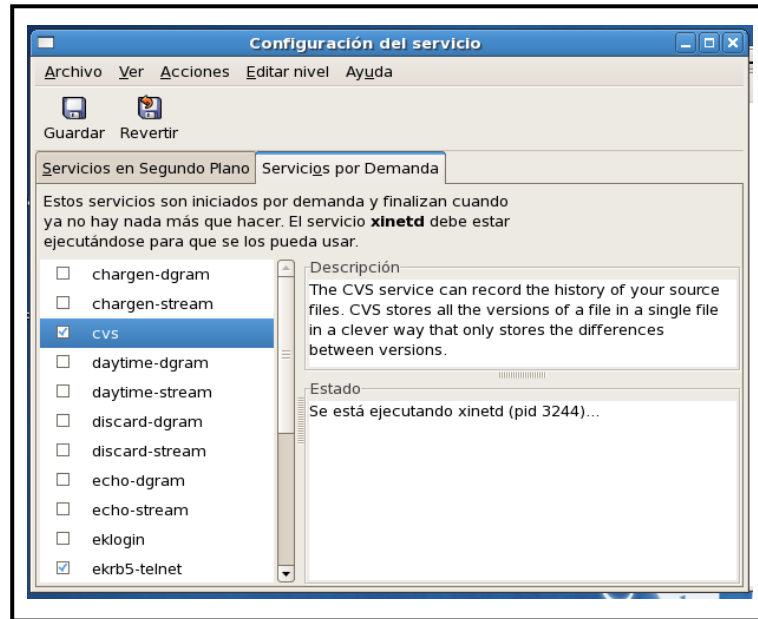 Configuración del servicio
Archivo Ver Acciones Editar nivel Ayuda
Guardar Revertir
Servicios en Segundo Plano Servicios por Demanda
Estos servicios son iniciados por demanda y finalizan cuando
ya no hay nada más que hacer. El servicio xinetd debe estar
ejecutándose para que se los pueda usar.
chargen-dgram
chargen-stream
cvs
daytime-dgram
daytime-stream
discard-dgram
discard-stream
echo-dgram
echo-stream
eklogin
ekrb5-telnet
Descripción
The CVS service can record the history of your source
files. CVS stores all the versions of a file in a single file
in a clever way that only stores the differences
between versions.
Estado
Se está ejecutando xinetd (pid 3244)...